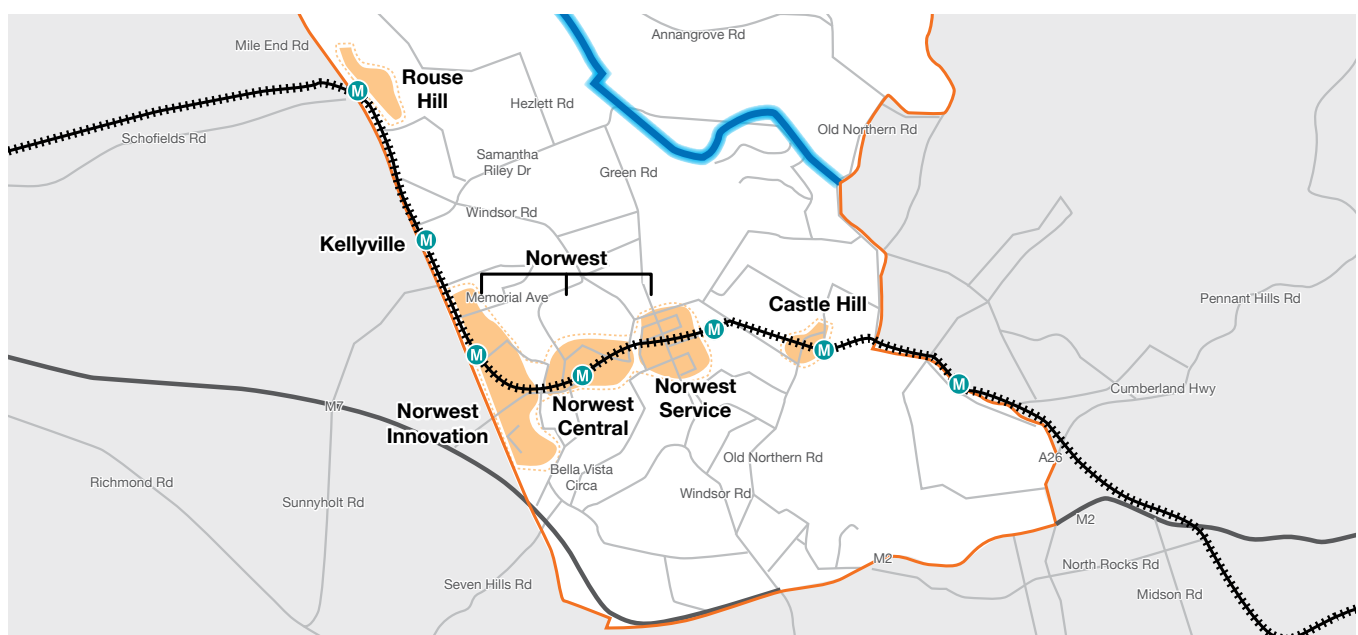 Annangrove Rd
Mile End Rd
Rouse
Hill
M
Hezlett Rd
Schofields Rd
Old Northern Rd
Samantha
Riley Dr
Green Rd
Windsor Rd
Kellyville
M
Norwest
Memorial Ave
Castle Hill
Pennant Hills Rd
M
M
M
M
M
Norwest
Service
Cumberland Hwy
Norwest
Central
M7
Norwest
Innovation
Old Northern Rd
A26
Bella Vista
Circa
Richmond Rd
Sunnyholt Rd
Windsor Rd
M2
M2
North Rocks Rd
Seven Hills Rd
Midson Rd